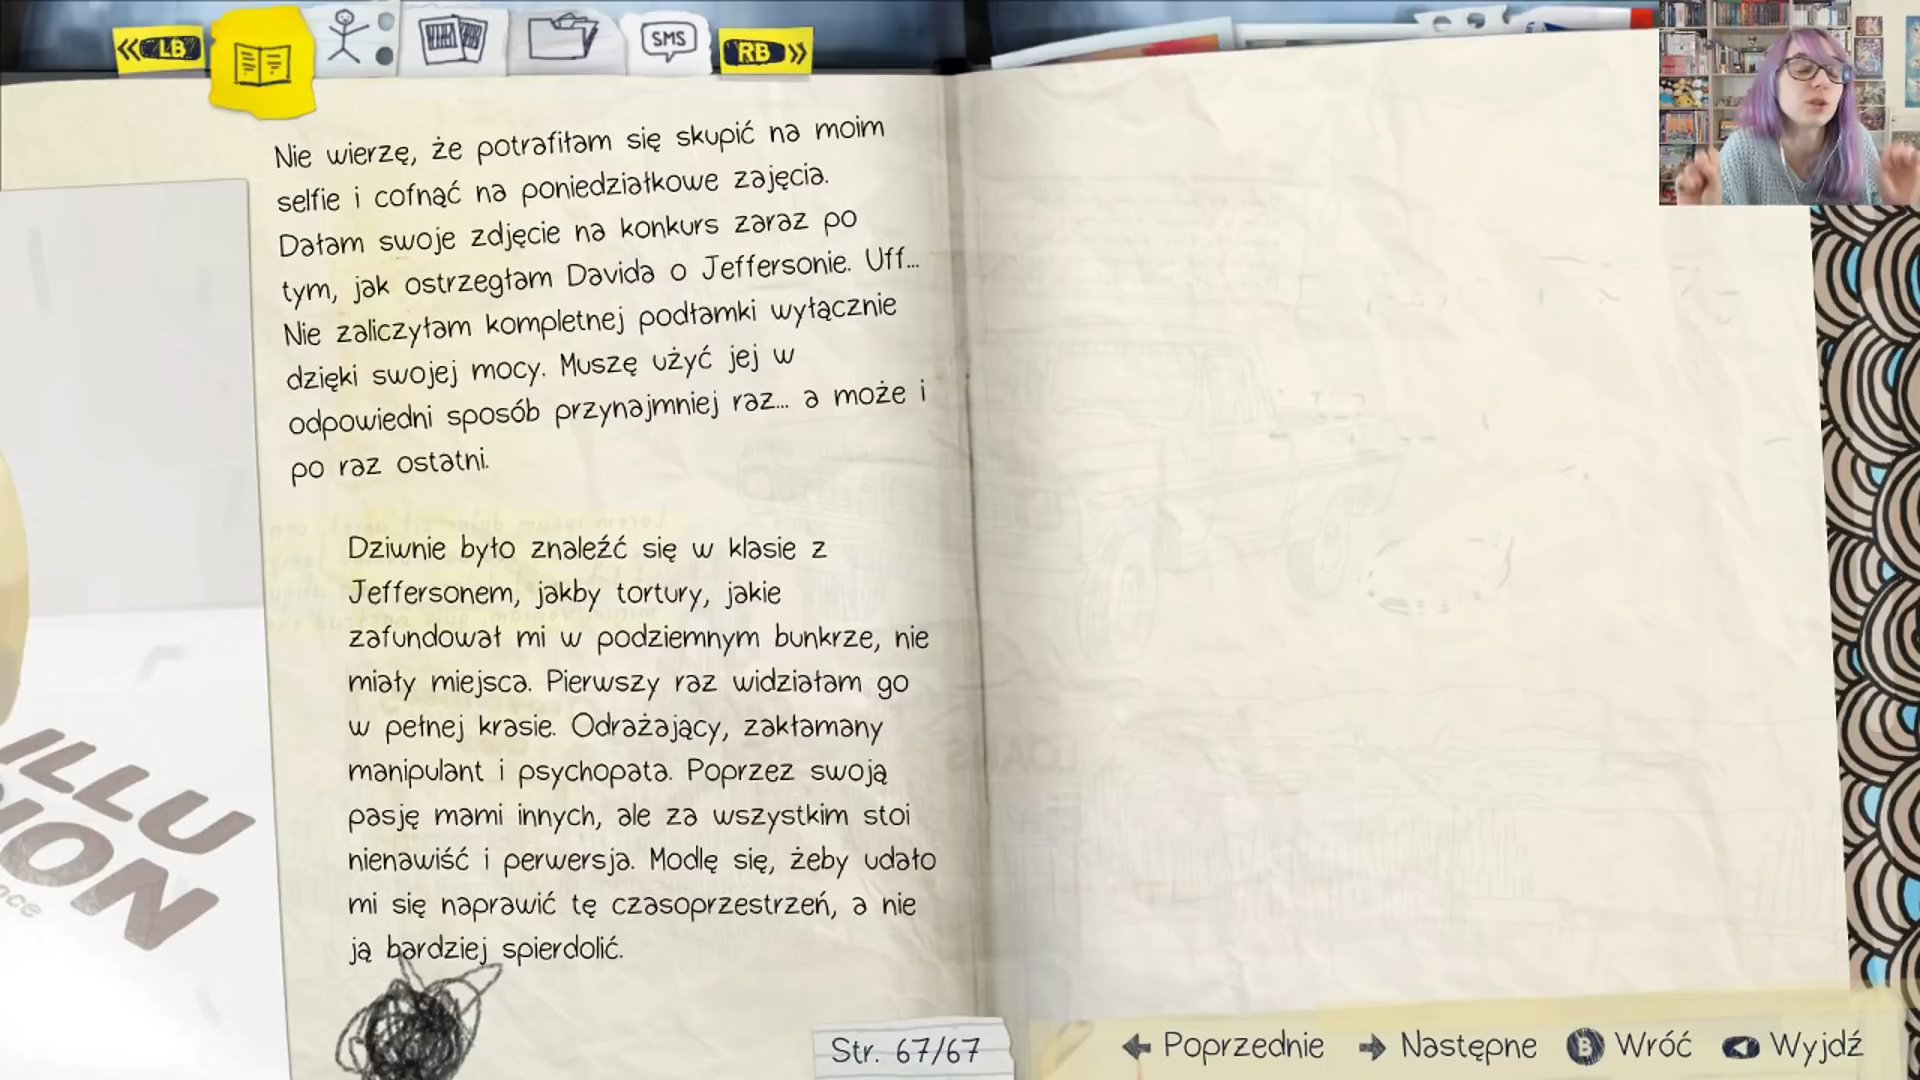 LB
SMS
RB
Nie wierzę, że potrafiłam się skupić na moim
selfie i cofnąć na poniedziałkowe zajęcia.
Dałam swoje zdjęcie na konkurs zaraz po
tym, jak ostrzegłam Davida o Jeffersonie. Uff...
Nie zaliczyłam kompletnej podłamki wyłącznie
dzięki swojej mocy. Muszę użyć jej w
odpowiedni sposób przynajmniej raz... a może i
po raz ostatni.
Dziwnie było znaleźć się w klasie z
Jeffersonem, jakby tortury, jakie
zafundował mi w podziemnym bunkrze, nie
miały miejsca. Pierwszy raz widziałam go
w pełnej krasie. Odrażający, zakłamany
manipulant i psychopata. Poprzez swoją
pasję mami innych, ale za wszystkim stoi
nienawiść i perwersja. Modlę się, żeby udało
mi się naprawić tę czasoprzestrzeń, a nie
ją bardziej spierdolić.
ILLU
Str. 67/67
Poprzednie
Następne
B Wróć
Wyjdź